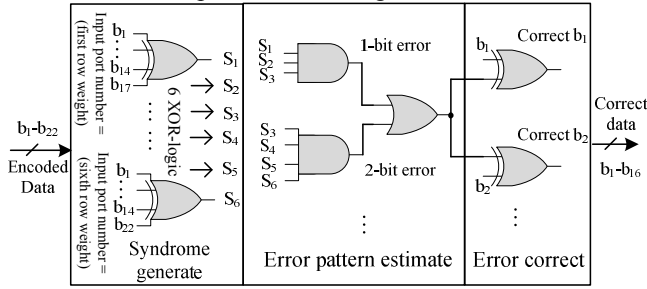 b1-b22
Encoded
Data
Input port number =
(first row weight)
b1
b14
b17
Input port number =
(sixth row weight)
b1
b14
b22
6 XOR-logic
S1
S2
S3
S4
S5
S6
Syndrome
generate
S1
S2
S3
1-bit error
S3
S4
S5
S6
2-bit error
Error pattern estimate
b1
Correct b1
Correct b2
b2
Error correct
Correct
data
b1-b16